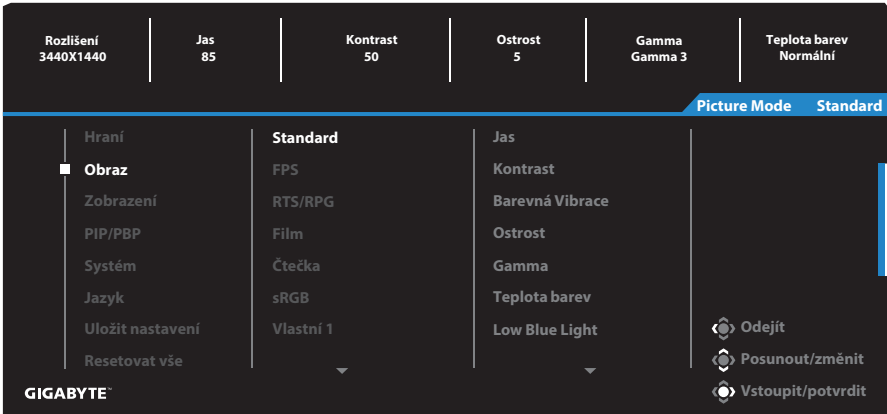 Rozlišení
3440X1440
Jas
85
Kontrast
50
Ostrost
5
Gamma
Gamma 3
Teplota barev
Normální
Picture Mode Standard
Hraní
Obraz
Zobrazení
PIP/PBP
Systém
Jazyk
Uložit nastavení
Resetovat vše
Standard
FPS
RTS/RPG
Film
Čtečka
sRGB
Vlastní 1
Jas
Kontrast
Barevná Vibrace
Ostrost
Gamma
Teplota barev
Low Blue Light
Odejít
Posunout/změnit
Vstoupit/potvrdit
GIGABYTE™